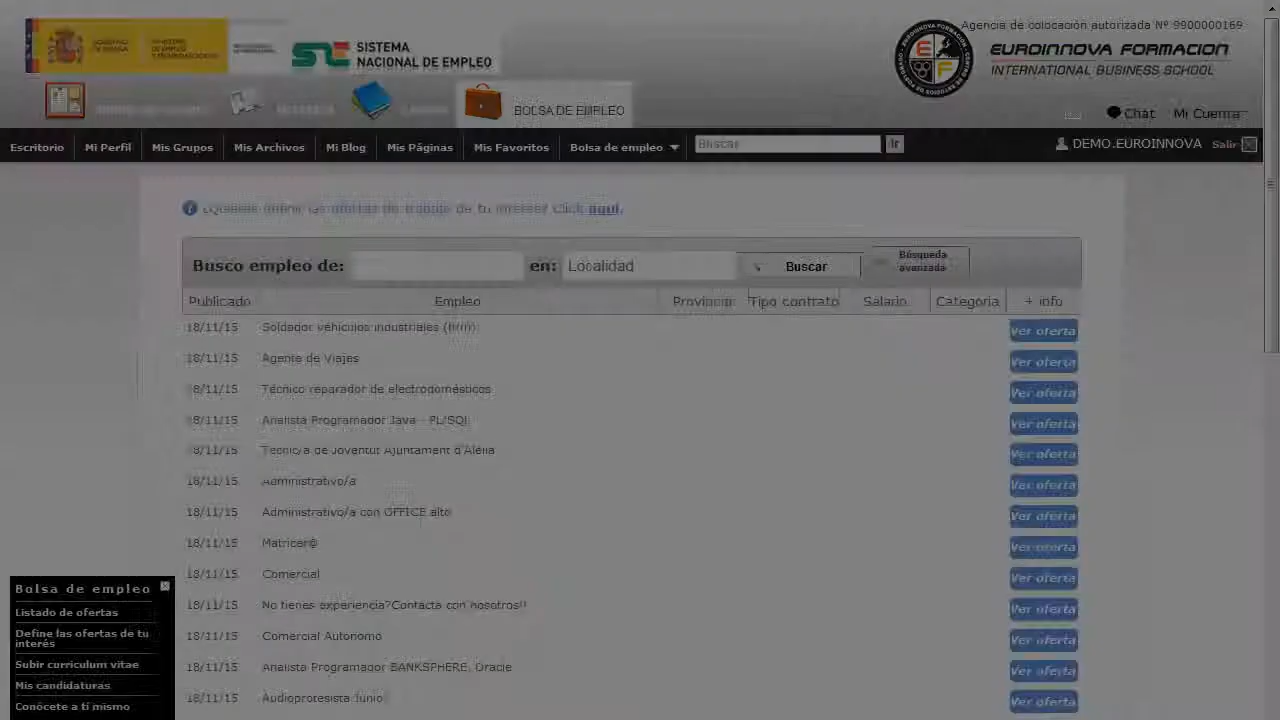 Agencia de colocación autorizada Nº 9900000169
GOBIERNO DE ESPAÑA
SISTEMA NACIONAL DE EMPLEO
EUROINNOVA FORMACION
INTERNATIONAL BUSINESS SCHOOL
BOLSA DE EMPLEO
Chat Mi Cuenta
Escritorio Mi Perfil Mis Grupos Mis Archivos Mi Blog Mis Páginas Mis Favoritos Bolsa de empleo Buscar Ir DEMO.EUROINNOVA Salir
ofertas de trabajo de tu interés? Click aquí.
Busco empleo de: en: Localidad Buscar Búsqueda avanzada
Publicado Empleo Provincia Tipo contrato Salario Categoría + info
18/11/15 Soldador vehículos industriales (h/m) Ver oferta
18/11/15 Agente de Viajes Ver oferta
18/11/15 Técnico reparador de electrodomésticos Ver oferta
18/11/15 Analista Programador Java - PL/SQL Ver oferta
18/11/15 Tècnic/a de Joventut Ajuntament d'Alella Ver oferta
18/11/15 Administrativo/a Ver oferta
18/11/15 Administrativo/a con OFFICE alto Ver oferta
18/11/15 Matricer@ Ver oferta
18/11/15 Comercial Ver oferta
18/11/15 No tienes experiencia?Contacta con nosotros!! Ver oferta
18/11/15 Comercial Autonomo Ver oferta
18/11/15 Analista Programador BANKSPHERE, Oracle Ver oferta
18/11/15 Audioprotesista Junio Ver oferta
Bolsa de empleo
Listado de ofertas
Define las ofertas de tu
interés
Subir curriculum vitae
Mis candidaturas
Conócete a ti mismo